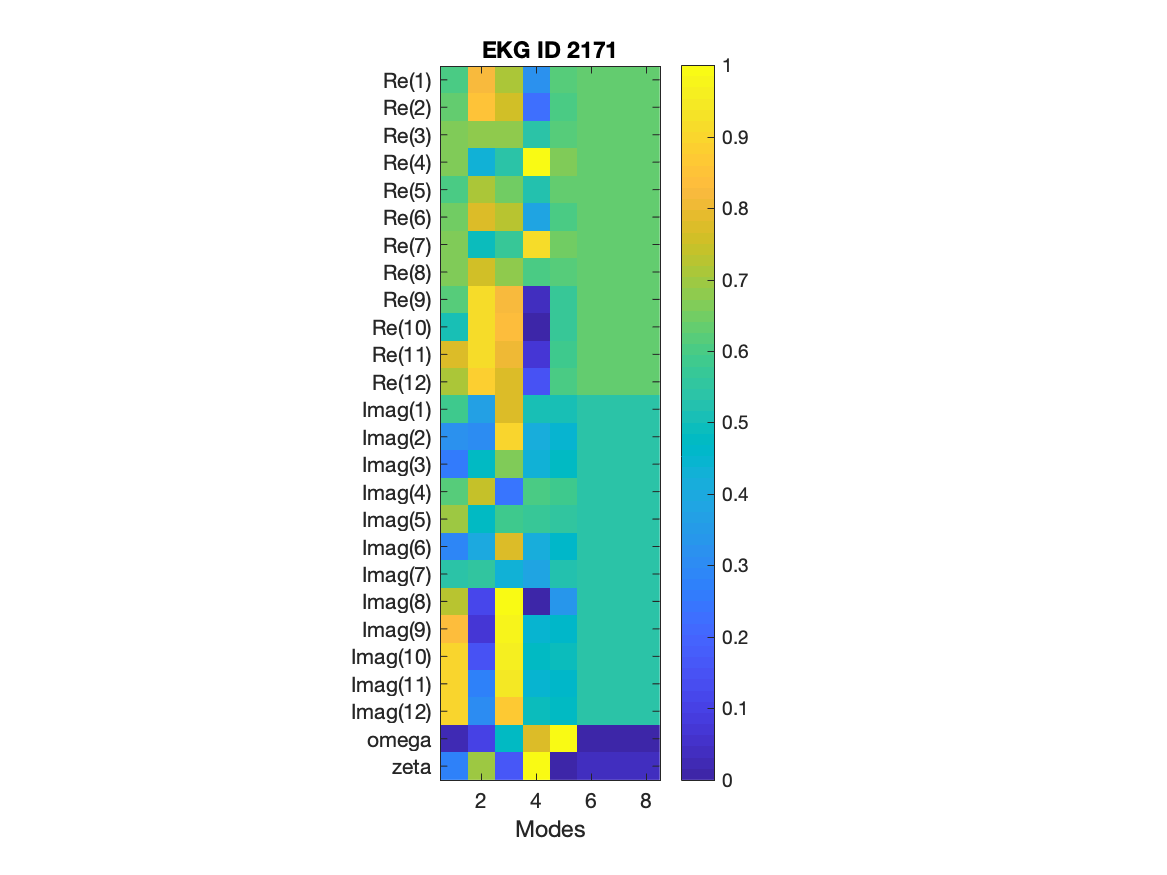 EKG ID 2171
Re(1)
Re(2)
Re(3)
Re(4)
Re(5)
Re(6)
Re(7)
Re(8)
Re(9)
Re(10)
Re(11)
Re(12)
Imag(1)
Imag(2)
Imag(3)
Imag(4)
Imag(5)
Imag(6)
Imag(7)
Imag(8)
Imag(9)
Imag(10)
Imag(11)
Imag(12)
omega
zeta
2 4 6 8
Modes
1
0.9
0.8
0.7
0.6
0.5
0.4
0.3
0.2
0.1
0